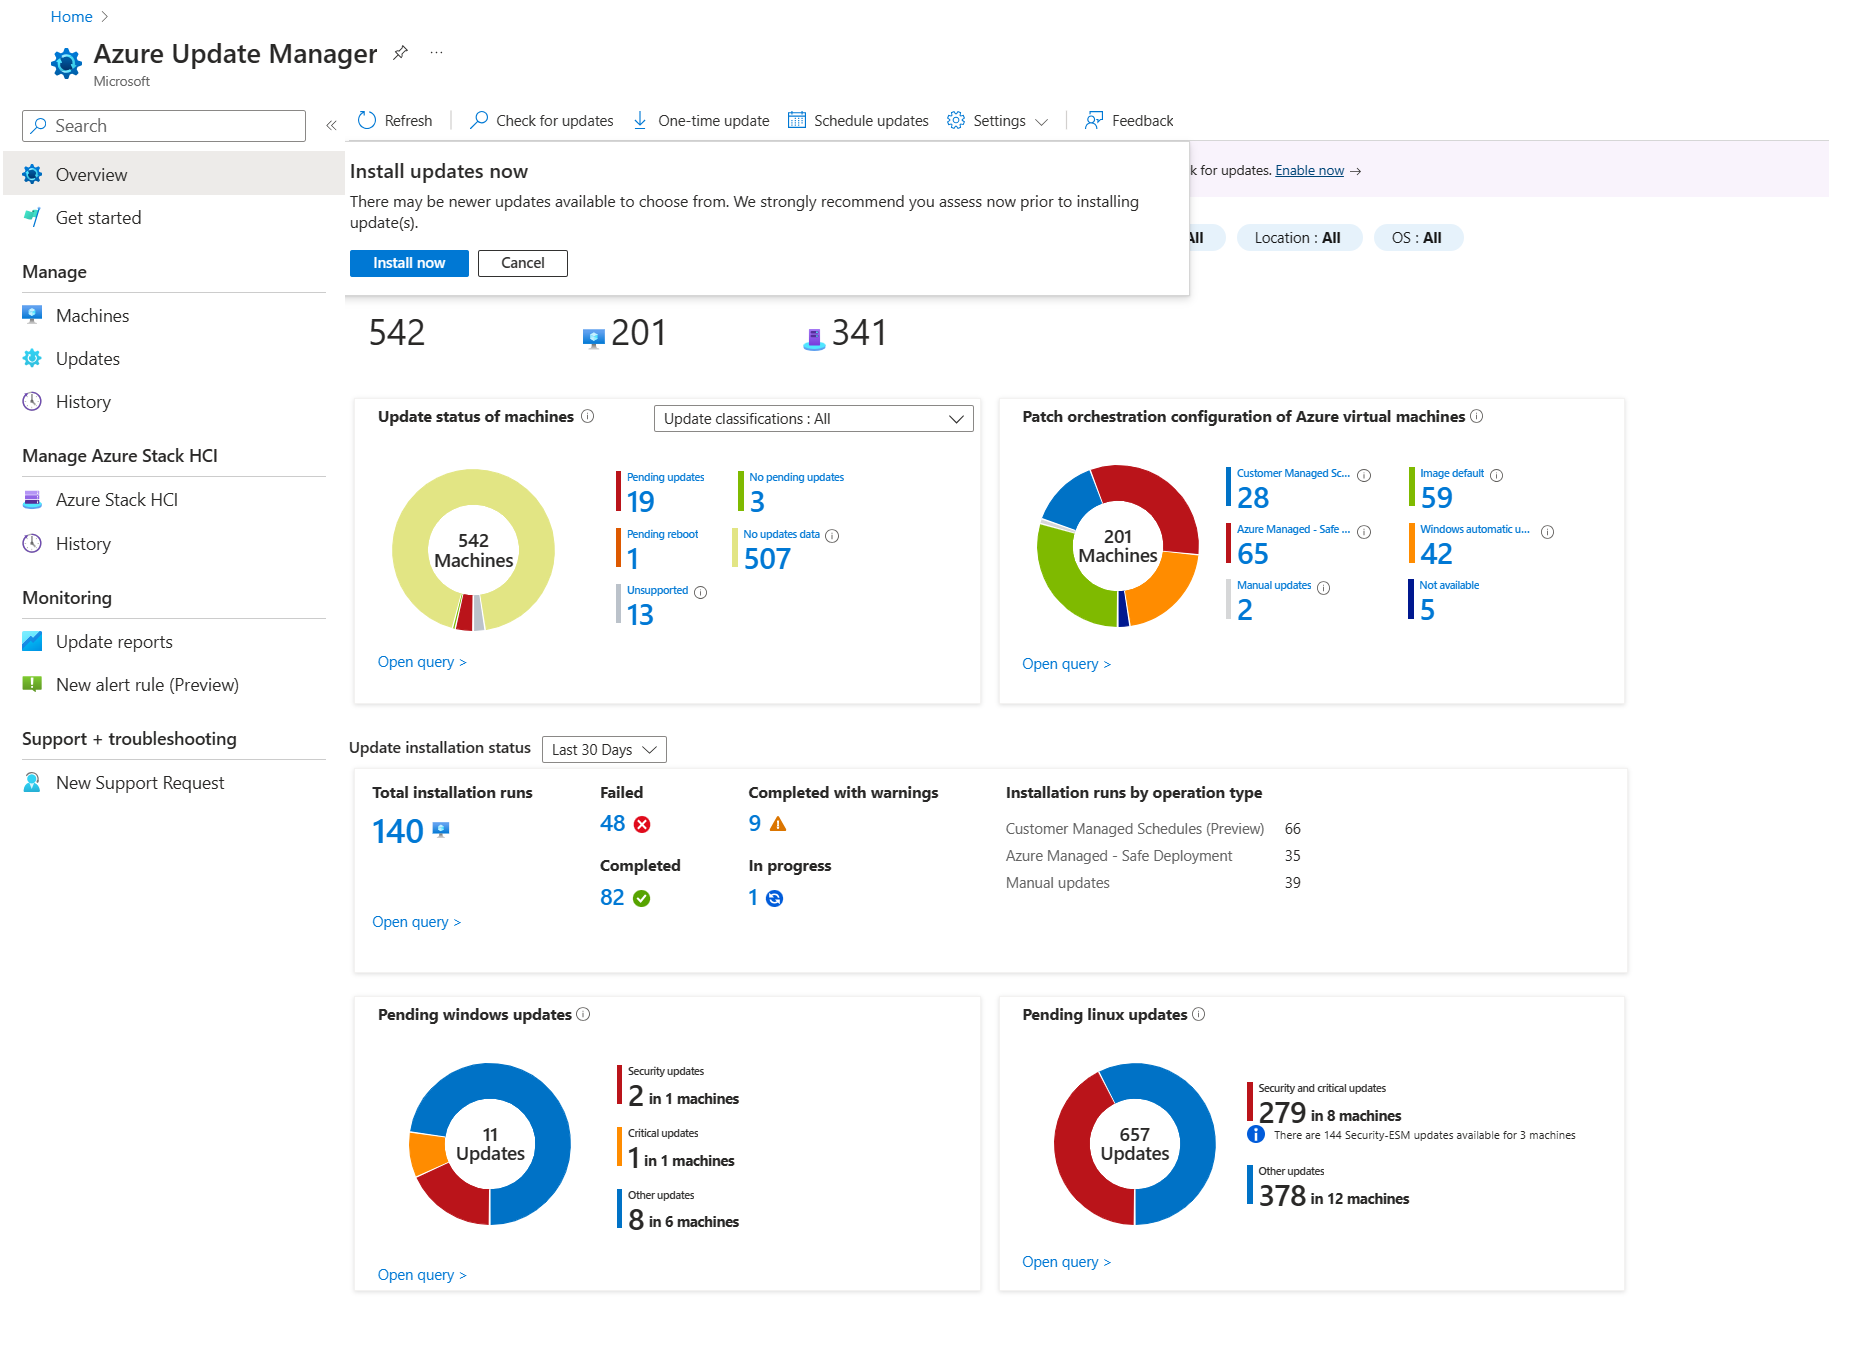 Home
Azure Update Manager
Microsoft
Search
Refresh
Check for updates
One-time update
Schedule updates
Settings
Feedback
Overview
Get started
Manage
Machines
Updates
History
Manage Azure Stack HCI
Azure Stack HCI
History
Monitoring
Update reports
New alert rule (Preview)
Support + troubleshooting
New Support Request
Install updates now
There may be newer updates available to choose from. We strongly recommend you assess now prior to installing
update(s).
Install now
Cancel
k for updates. Enable now →
All
Location : All
OS : All
542
201
341
Update status of machines
Update classifications : All
542
Machines
Pending updates
19
No pending updates
3
Pending reboot
1
No updates data
507
Unsupported
13
Open query >
Patch orchestration configuration of Azure virtual machines
201
Machines
Customer Managed Sc...
28
Image default
59
Azure Managed - Safe ...
65
Windows automatic u...
42
Manual updates
2
Not available
5
Open query >
Update installation status
Last 30 Days
Total installation runs
140
Failed
48
Completed with warnings
9
Completed
82
In progress
1
Open query >
Installation runs by operation type
Customer Managed Schedules (Preview) 66
Azure Managed - Safe Deployment 35
Manual updates 39
Pending windows updates
11
Updates
Security updates
2 in 1 machines
Critical updates
1 in 1 machines
Other updates
8 in 6 machines
Open query >
Pending linux updates
657
Updates
Security and critical updates
279 in 8 machines
There are 144 Security-ESM updates available for 3 machines
Other updates
378 in 12 machines
Open query >